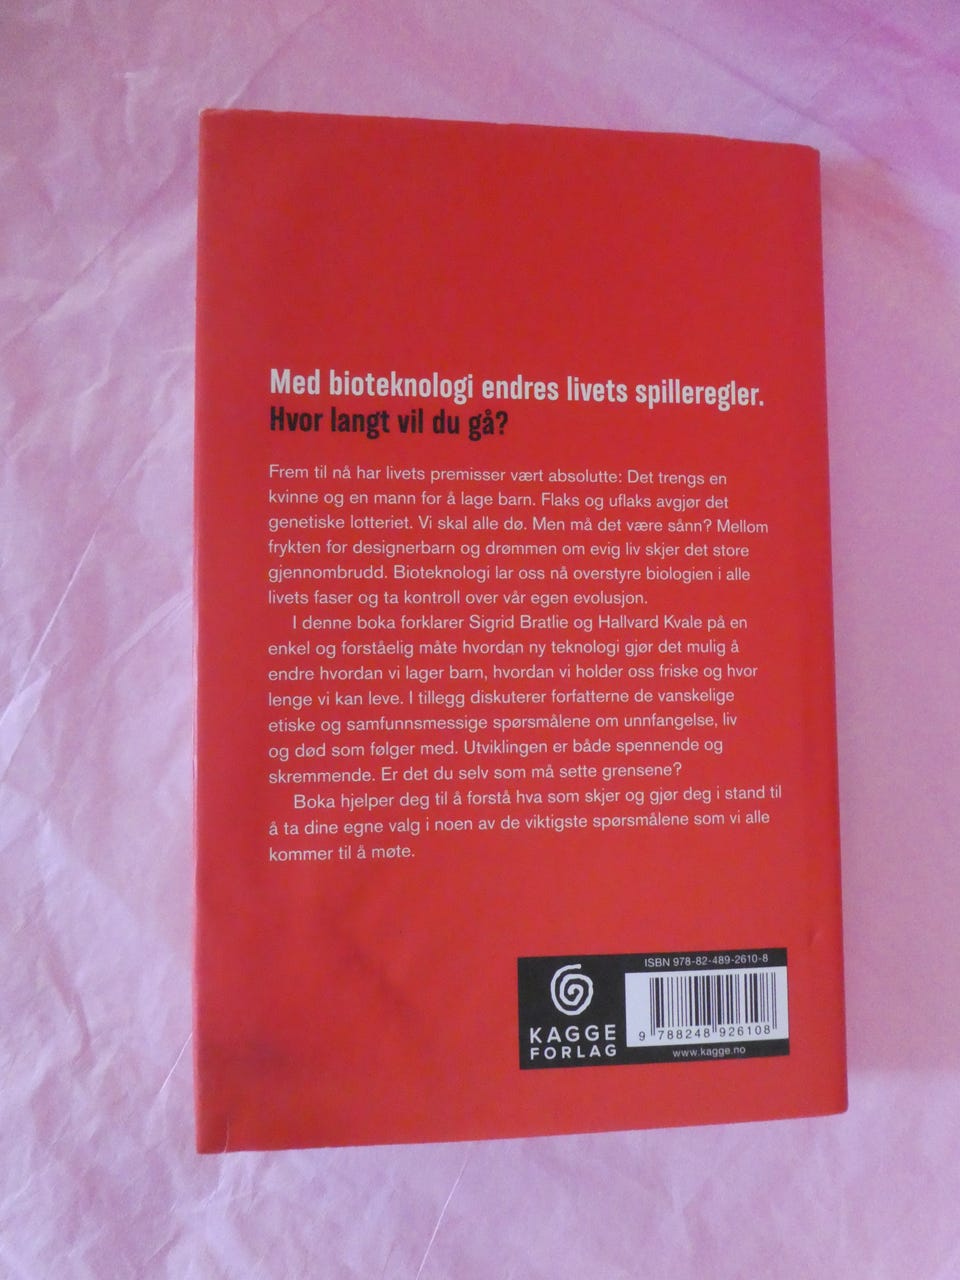 Med bioteknologi endres livets spilleregler.
Hvor langt vil du gå?
Frem til nå har livets premisser vært absolutte: Det trengs en
kvinne og en mann for å lage barn. Flaks og uflaks avgjør det
genetiske lotteriet. Vi skal alle dø. Men må det være sånn? Mellom
frykten for designerbarn og drømmen om evig liv skjer det store
gjennombrudd. Bioteknologi lar oss nå overstyre biologien i alle
livets faser og ta kontroll over vår egen evolusjon.
I denne boka forklarer Sigrid Bratlie og Hallvard Kvale på en
enkel og forståelig måte hvordan ny teknologi gjør det mulig å
endre hvordan vi lager barn, hvordan vi holder oss friske og hvor
lenge vi kan leve. I tillegg diskuterer forfatterne de vanskelige
etiske og samfunnsmessige spørsmålene om unnfangelse, liv
og død som følger med. Utviklingen er både spennende og
skremmende. Er det du selv som må sette grensene?
Boka hjelper deg til å forstå hva som skjer og gjør deg i stand til
å ta dine egne valg i noen av de viktigste spørsmålene som vi alle
kommer til å møte.
ISBN 978-82-489-2610-8
KAGGE
FORLAG
9 788248 926108
www.kagge.no